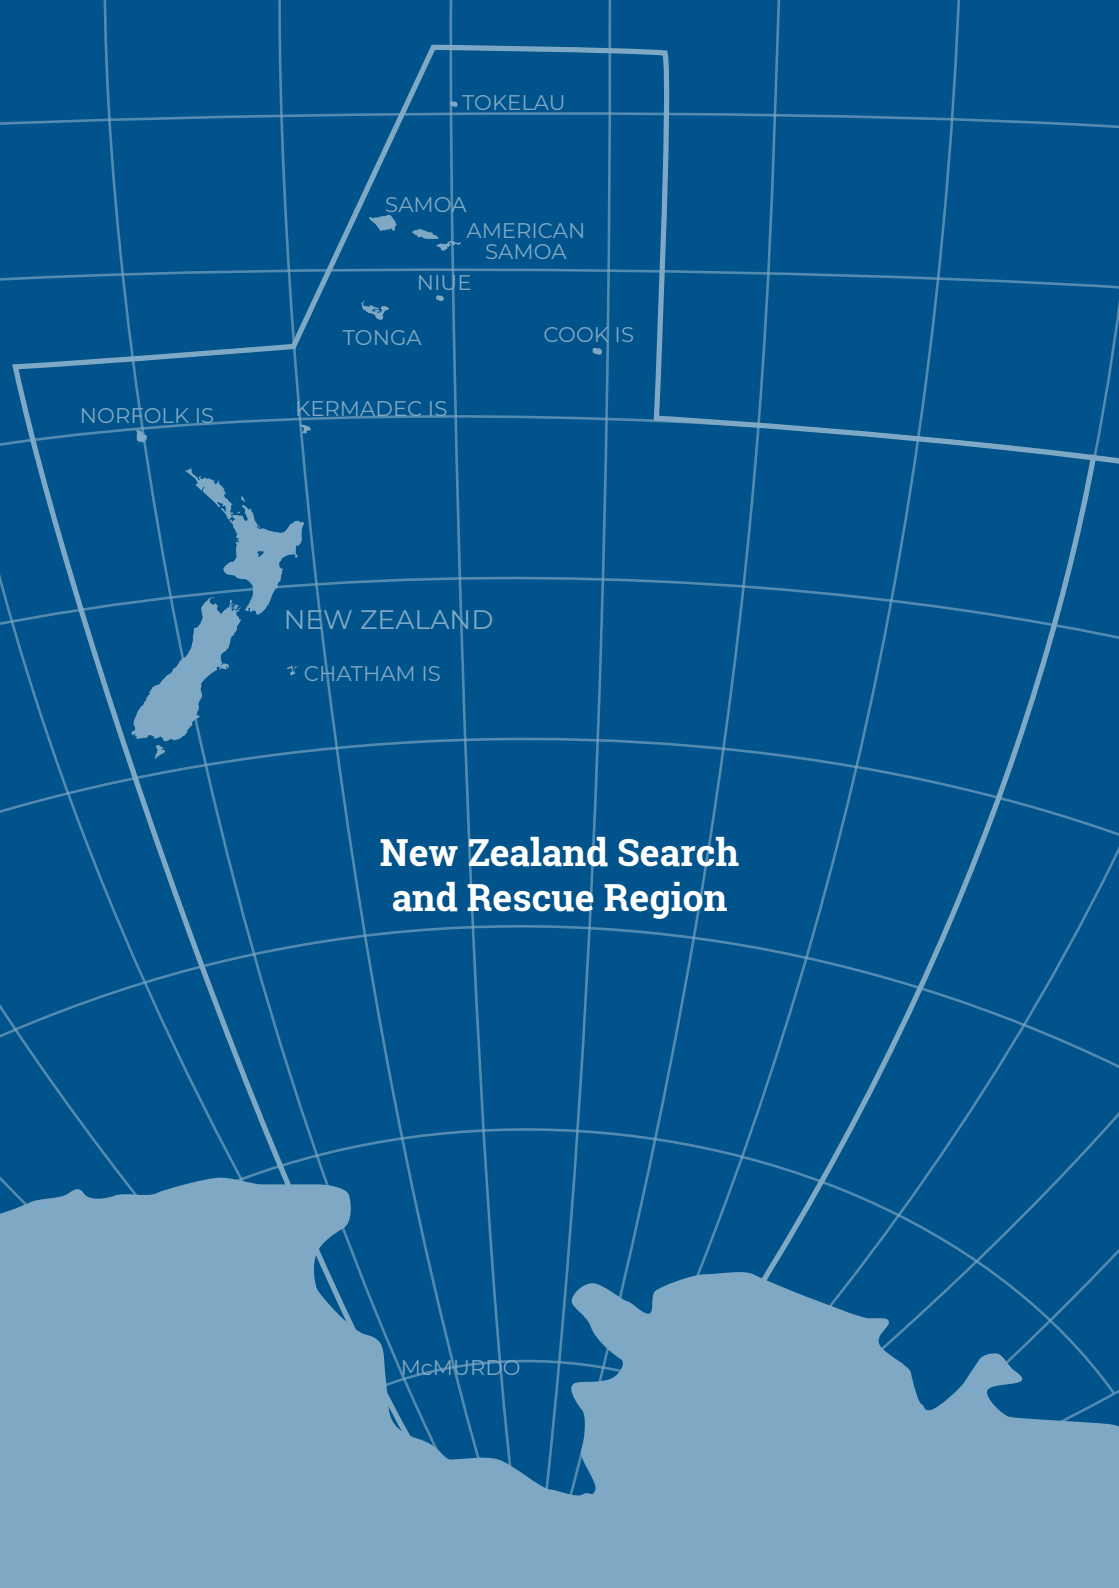 TOKELAU
SAMOA
AMERICAN
SAMOA
NIUE
TONGA
COOK IS
NORFOLK IS
KERMADEC IS
NEW ZEALAND
CHATHAM IS
New Zealand Search
and Rescue Region
McMURDO